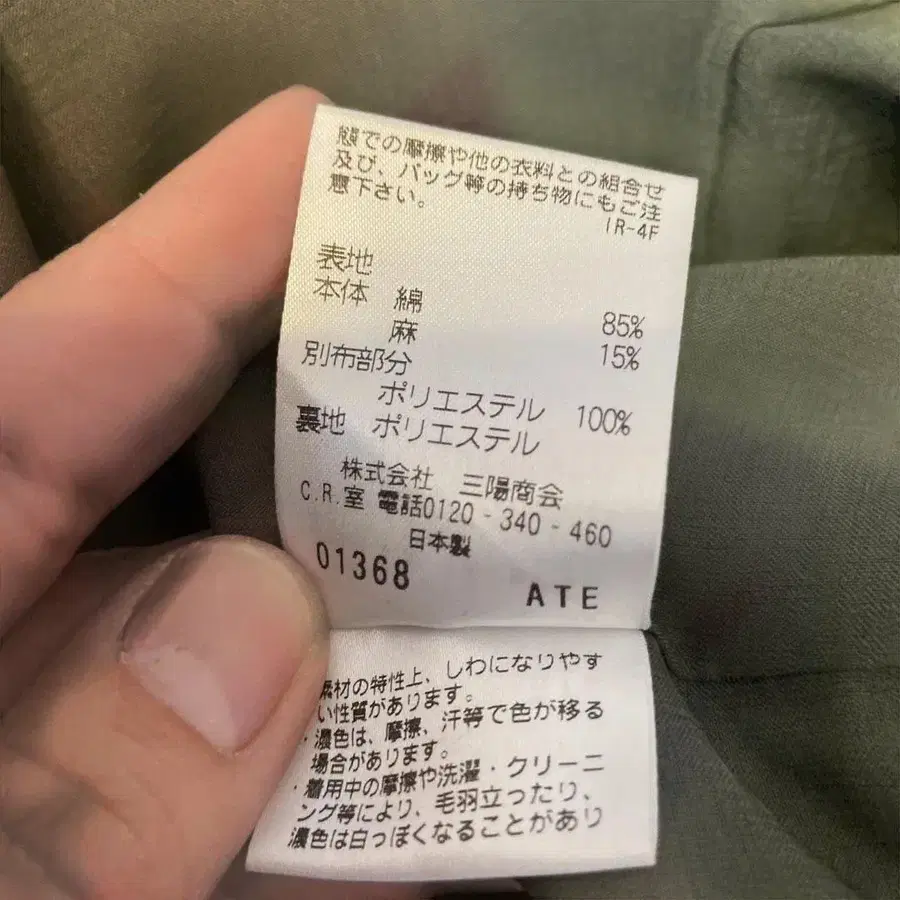 態での摩擦や他の衣料との組合せ
及び、バッグ等の持ち物にもご注
意下さい。
IR-4F
表地
本体 綿 85%
麻 15%
別布部分
ポリエステル 100%
裏地 ポリエステル
株式会社 三陽商会
C.R.室 電話0120-340-460
日本製
01368 ATE
素材の特性上、しわになりやす
い性質があります。
・濃色は、摩擦、汗等で色が移る
場合があります。
・着用中の摩擦や洗濯・クリーニ
ング等により、毛羽立ったり、
濃色は白っぽくなることがあり